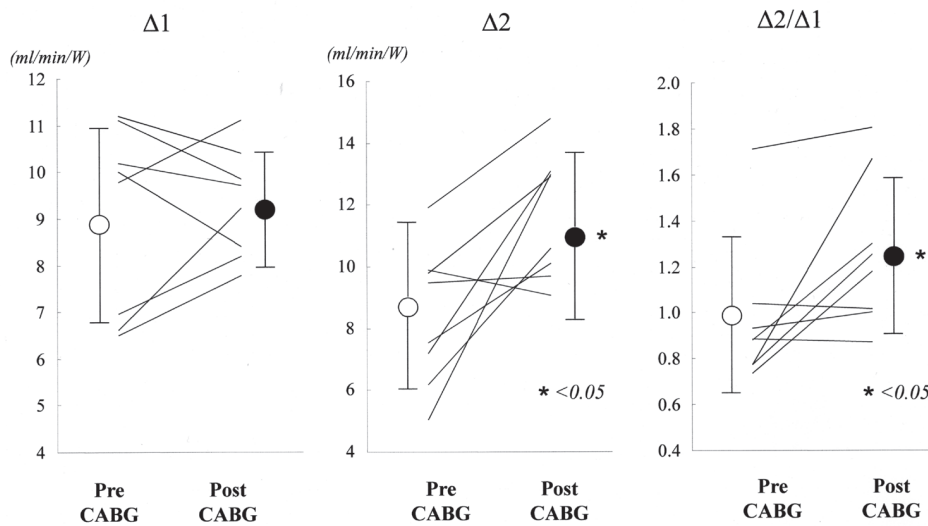 Δ1
(ml/min/W)
12
11
10
9
8
7
6
5
4
Pre
CABG
Post
CABG
Δ2
(ml/min/W)
16
14
12
10
8
6
4
*
* <0.05
Pre
CABG
Post
CABG
Δ2/Δ1
2.0
1.8
1.6
1.4
1.2
1.0
0.8
0.6
0.4
*
* <0.05
Pre
CABG
Post
CABG